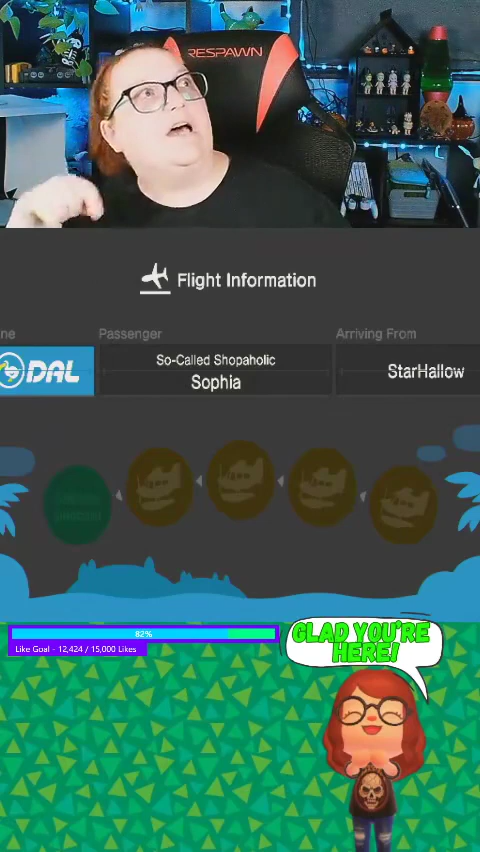 RESPAWN
Flight Information
ne
Passenger
Arriving From
DAL
So-Called Shopaholic
Sophia
StarHallow
82%
Like Goal - 12,424 / 15,000 Likes
GLAD YOU'RE
HERE!